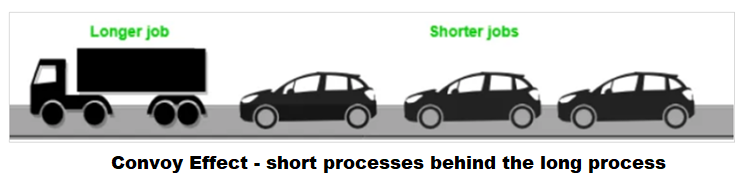 Longer job
Shorter jobs
Convoy Effect - short processes behind the long process